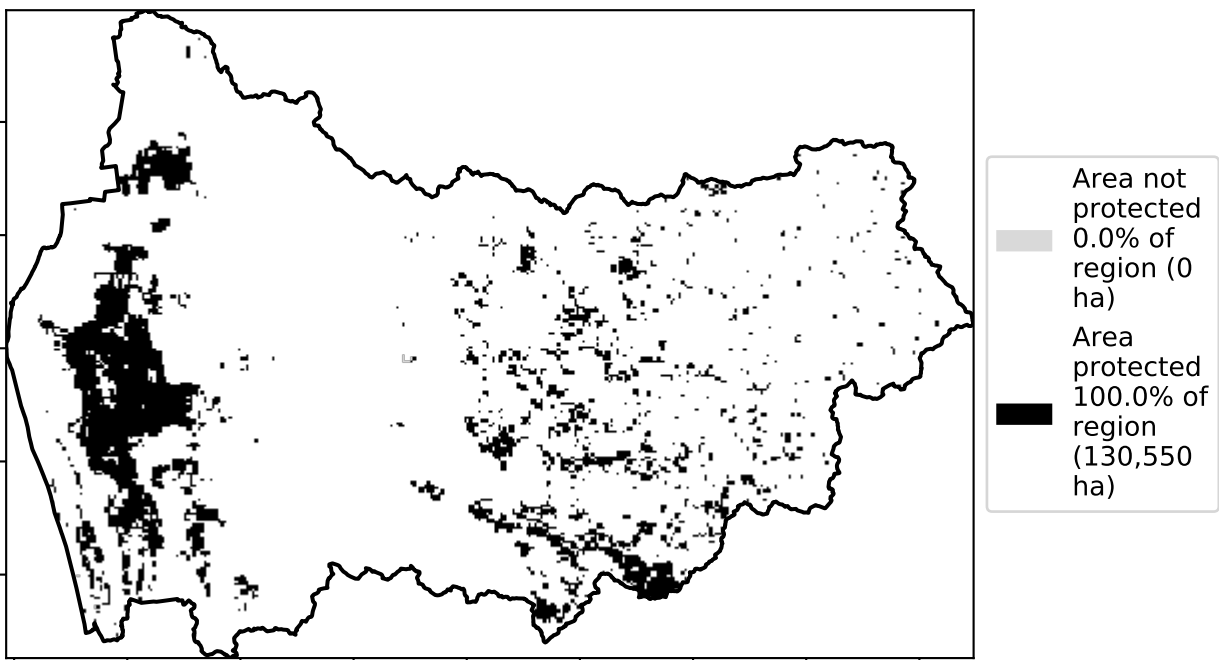 Area not
protected
0.0% of
region (0
ha)
Area
protected
100.0% of
region
(130,550
ha)